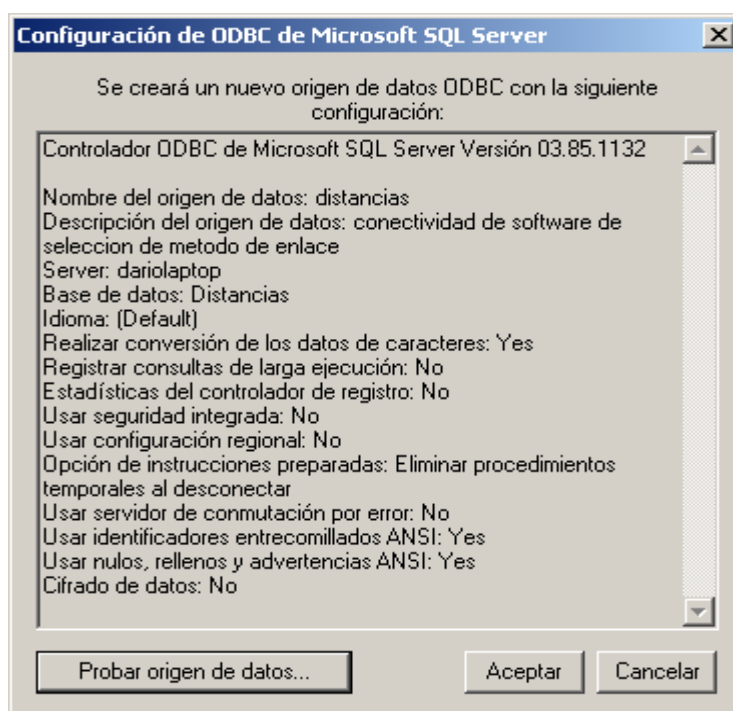 Configuración de ODBC de Microsoft SQL Server
Se creará un nuevo origen de datos ODBC con la siguiente
configuración:
Controlador ODBC de Microsoft SQL Server Versión 03.85.1132
Nombre del origen de datos: distancias
Descripción del origen de datos: conectividad de software de
seleccion de metodo de enlace
Server: dariolaptop
Base de datos: Distancias
Idioma: (Default)
Realizar conversión de los datos de caracteres: Yes
Registrar consultas de larga ejecución: No
Estadísticas del controlador de registro: No
Usar seguridad integrada: No
Usar configuración regional: No
Opción de instrucciones preparadas: Eliminar procedimientos
temporales al desconectar
Usar servidor de conmutación por error: No
Usar identificadores entrecomillados ANSI: Yes
Usar nulos, rellenos y advertencias ANSI: Yes
Cifrado de datos: No
Probar origen de datos... Aceptar Cancelar